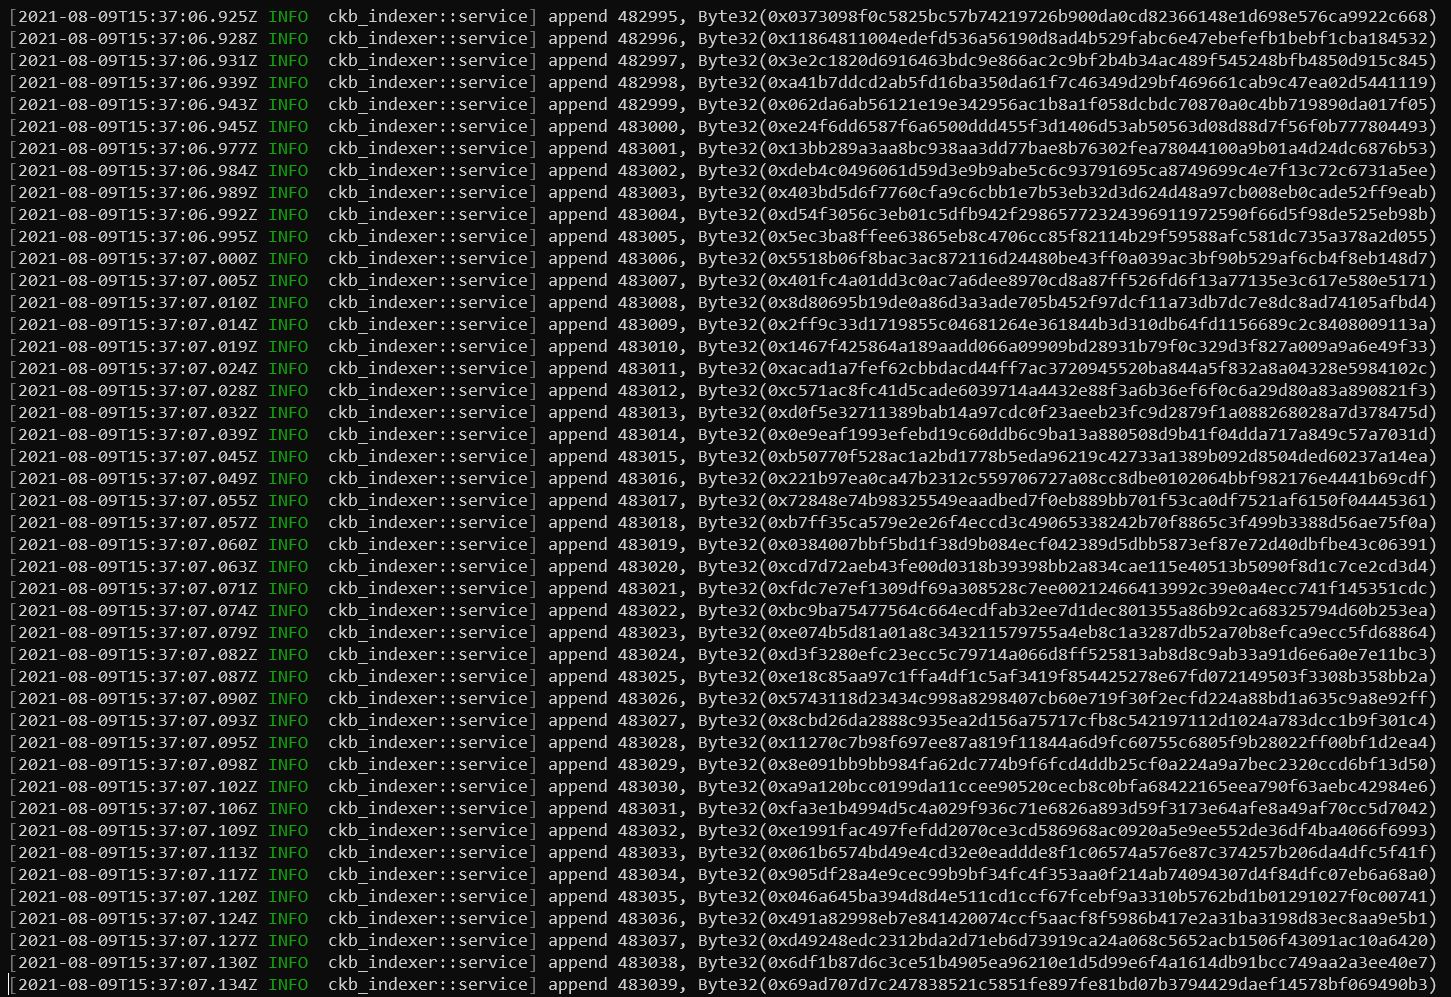 [2021-08-09T15:37:06.925Z INFO  ckb_indexer::service] append 482995, Byte32(0x0373098f0c5825bc57b74219726b900da0cd82366148e1d698e576ca9922c668)
[2021-08-09T15:37:06.928Z INFO  ckb_indexer::service] append 482996, Byte32(0x11864811004edefd536a56190d8ad4b529fabc6e47ebefefb1bebf1cba184532)
[2021-08-09T15:37:06.931Z INFO  ckb_indexer::service] append 482997, Byte32(0x3e2c1820d6916463bdc9e866ac2c9bf2b4b34ac489f545248bfb4850d915c845)
[2021-08-09T15:37:06.939Z INFO  ckb_indexer::service] append 482998, Byte32(0xa41b7ddcd2ab5fd16ba350da61f7c46349d29bf469661cab9c47ea02d5441119)
[2021-08-09T15:37:06.943Z INFO  ckb_indexer::service] append 482999, Byte32(0x062da6ab56121e19e342956ac1b8a1f058dcbdc70870a0c4bb719890da017f05)
[2021-08-09T15:37:06.945Z INFO  ckb_indexer::service] append 483000, Byte32(0xe24f6dd6587f6a6500ddd455f3d1406d53ab50563d08d88d7f56f0b777804493)
[2021-08-09T15:37:06.977Z INFO  ckb_indexer::service] append 483001, Byte32(0x13bb289a3aa8bc938aa3dd77bae8b76302fea78044100a9b01a4d24dc6876b53)
[2021-08-09T15:37:06.984Z INFO  ckb_indexer::service] append 483002, Byte32(0xdeb4c0496061d59d3e9b9abe5c6c93791695ca8749699c4e7f13c72c6731a5ee)
[2021-08-09T15:37:06.989Z INFO  ckb_indexer::service] append 483003, Byte32(0x403bd5d6f7760cfa9c6cbb1e7b53eb32d3d624d48a97cb008eb0cade52ff9eab)
[2021-08-09T15:37:06.992Z INFO  ckb_indexer::service] append 483004, Byte32(0xd54f3056c3eb01c5dfb942f29865772324396911972590f66d5f98de525eb98b)
[2021-08-09T15:37:06.995Z INFO  ckb_indexer::service] append 483005, Byte32(0x5ec3ba8ffee63865eb8c4706cc85f82114b29f59588afc581dc735a378a2d055)
[2021-08-09T15:37:07.000Z INFO  ckb_indexer::service] append 483006, Byte32(0x5518b06f8bac3ac872116d24480be43ff0a039ac3bf90b529af6cb4f8eb148d7)
[2021-08-09T15:37:07.005Z INFO  ckb_indexer::service] append 483007, Byte32(0x401fc4a01dd3c0ac7a6dee8970cd8a87ff526fd6f13a77135e3c617e580e5171)
[2021-08-09T15:37:07.010Z INFO  ckb_indexer::service] append 483008, Byte32(0x8d80695b19de0a86d3a3ade705b452f97dcf11a73db7dc7e8dc8ad74105afbd4)
[2021-08-09T15:37:07.014Z INFO  ckb_indexer::service] append 483009, Byte32(0x2ff9c33d1719855c04681264e361844b3d310db64fd1156689c2c8408009113a)
[2021-08-09T15:37:07.019Z INFO  ckb_indexer::service] append 483010, Byte32(0x1467f425864a189aadd066a09909bd28931b79f0c329d3f827a009a9a6e49f33)
[2021-08-09T15:37:07.024Z INFO  ckb_indexer::service] append 483011, Byte32(0xacad1a7fef62cbbdacd44ff7ac3720945520ba844a5f832a8a04328e5984102c)
[2021-08-09T15:37:07.028Z INFO  ckb_indexer::service] append 483012, Byte32(0xc571ac8fc41d5cade6039714a4432e88f3a6b36ef6f0c6a29d80a83a890821f3)
[2021-08-09T15:37:07.032Z INFO  ckb_indexer::service] append 483013, Byte32(0xd0f5e32711389bab14a97cdc0f23aeeb23fc9d2879f1a088268028a7d378475d)
[2021-08-09T15:37:07.039Z INFO  ckb_indexer::service] append 483014, Byte32(0x0e9eaf1993efebd19c60ddb6c9ba13a880508d9b41f04dda717a849c57a7031d)
[2021-08-09T15:37:07.045Z INFO  ckb_indexer::service] append 483015, Byte32(0xb50770f528ac1a2bd1778b5eda96219c42733a1389b092d8504ded60237a14ea)
[2021-08-09T15:37:07.049Z INFO  ckb_indexer::service] append 483016, Byte32(0x221b97ea0ca47b2312c559706727a08cc8dbe0102064bbf982176e4441b69cdf)
[2021-08-09T15:37:07.055Z INFO  ckb_indexer::service] append 483017, Byte32(0x72848e74b98325549eaadbed7f0eb889bb701f53ca0df7521af6150f04445361)
[2021-08-09T15:37:07.057Z INFO  ckb_indexer::service] append 483018, Byte32(0xb7ff35ca579e2e26f4eccd3c49065338242b70f8865c3f499b3388d56ae75f0a)
[2021-08-09T15:37:07.060Z INFO  ckb_indexer::service] append 483019, Byte32(0x0384007bbf5bd1f38d9b084ecf042389d5dbb5873ef87e72d40dbfbe43c06391)
[2021-08-09T15:37:07.063Z INFO  ckb_indexer::service] append 483020, Byte32(0xcd7d72aeb43fe00d0318b39398bb2a834cae115e40513b5090f8d1c7ce2cd3d4)
[2021-08-09T15:37:07.071Z INFO  ckb_indexer::service] append 483021, Byte32(0xfdc7e7ef1309df69a308528c7ee00212466413992c39e0a4ecc741f145351cdc)
[2021-08-09T15:37:07.074Z INFO  ckb_indexer::service] append 483022, Byte32(0xbc9ba75477564c664edfab32ee7d1dec801355a86b92ca68325794d60b253ea)
[2021-08-09T15:37:07.079Z INFO  ckb_indexer::service] append 483023, Byte32(0xe074b5d81a01a8c343211579755a4eb8c1a3287db52a70b8efca9ecc5fd68864)
[2021-08-09T15:37:07.082Z INFO  ckb_indexer::service] append 483024, Byte32(0xd3f3280efc23ecc5c79714a066d8ff525813ab8d8c9ab33a91d6e6a0e7e11bc3)
[2021-08-09T15:37:07.087Z INFO  ckb_indexer::service] append 483025, Byte32(0xe18c85aa97c1ffa4df1c5af3419f854425278e67fd072149503f3308b358bb2a)
[2021-08-09T15:37:07.090Z INFO  ckb_indexer::service] append 483026, Byte32(0x5743118d23434c998a8298407cb60e719f30f2ecfd224a88bd1a635c9a8e92ff)
[2021-08-09T15:37:07.093Z INFO  ckb_indexer::service] append 483027, Byte32(0x8cbd26da2888c935ea2d156a75717cfb8c542197112d1024a783dcc1b9f301c4)
[2021-08-09T15:37:07.095Z INFO  ckb_indexer::service] append 483028, Byte32(0x11270c7b98f697ee87a819f11844a6d9fc60755c6805f9b28022ff00bf1d2ea4)
[2021-08-09T15:37:07.098Z INFO  ckb_indexer::service] append 483029, Byte32(0x8e091bb9bb984fa62dc774b9f6fcd4ddb25cf0a224a9a7bec2320ccd6bf13d50)
[2021-08-09T15:37:07.102Z INFO  ckb_indexer::service] append 483030, Byte32(0xa9a120bcc0199da11ccee90520cecb8c0bfa68422165eea790f63aebc42984e6)
[2021-08-09T15:37:07.106Z INFO  ckb_indexer::service] append 483031, Byte32(0xfa3e1b4994d5c4a029f936c71e6826a893d59f3173e64afe8a49af70cc5d7042)
[2021-08-09T15:37:07.109Z INFO  ckb_indexer::service] append 483032, Byte32(0xe1991fac497fefdd2070ce3cd586968ac0920a5e9ee552de36df4ba4066f6993)
[2021-08-09T15:37:07.113Z INFO  ckb_indexer::service] append 483033, Byte32(0x061b6574bd49e4cd32e0eaddde8f1c06574a576e87c374257b206da4dfc5f41f)
[2021-08-09T15:37:07.117Z INFO  ckb_indexer::service] append 483034, Byte32(0x905df28a4e9cec99b9bf34fc4f353aa0f214ab74094307d4f84dfc07eb6a68a0)
[2021-08-09T15:37:07.120Z INFO  ckb_indexer::service] append 483035, Byte32(0x046a645ba394d8d4e511cd1ccf67fcebf9a3310b5762bd1b01291027f0c00741)
[2021-08-09T15:37:07.124Z INFO  ckb_indexer::service] append 483036, Byte32(0x491a82998eb7e841420074ccf5aacf8f5986b417e2a31ba3198d83ec8aa9e5b1)
[2021-08-09T15:37:07.127Z INFO  ckb_indexer::service] append 483037, Byte32(0xd49248edc2312bda2d71eb6d73919ca24a068c5652acb1506f43091ac10a6420)
[2021-08-09T15:37:07.130Z INFO  ckb_indexer::service] append 483038, Byte32(0x6df1b87d6c3ce51b4905ea96210e1d5d99e6f4a1614db91bcc749aa2a3ee40e7)
[2021-08-09T15:37:07.134Z INFO  ckb_indexer::service] append 483039, Byte32(0x69ad707d7c247838521c5851fe897fe81bd07b3794429daef14578bf069490b3)